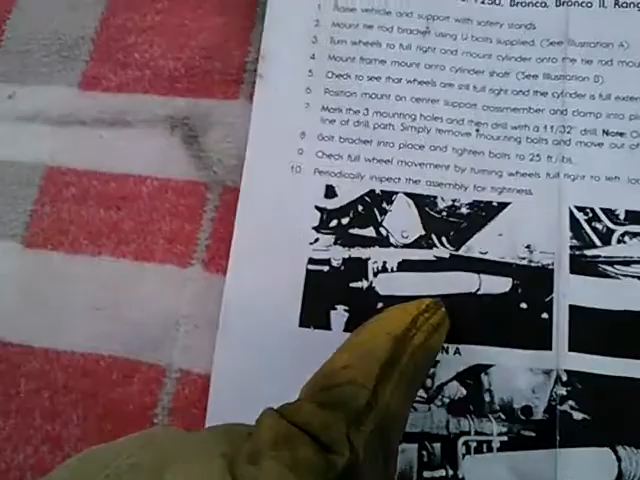 F250, Bronco, Bronco II, Rang
1. Raise vehicle and support with safety stands.
2. Mount tie rod bracket using U bolts supplied. (See Illustration A)
3. Turn wheels to full right and mount cylinder onto tie rod mou
4. Mount frame mount onto cylinder shaft (See Illustration B).
5. Check to see that wheels are still full right and the cylinder is full exten
6. Position mount on center support crossmember and clamp into pl
7. Mark the 3 mounting holes and then drill with a 11/32" drill. Note:
line of drill path. Simply remove mounting bolts and move out of
8. Bolt bracket into place and tighten bolts to 25 ft/lbs.
9. Check full wheel movement by turning wheels full right to left
10. Periodically inspect the assembly for tightness.
N A